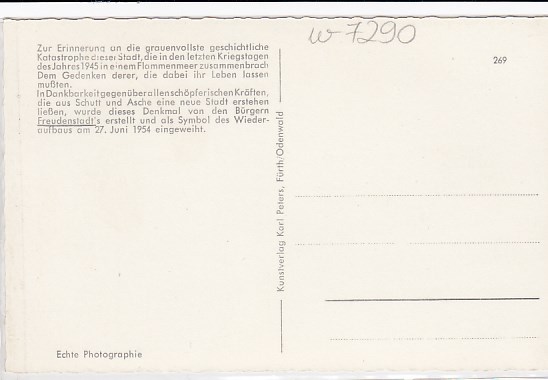 Zur Erinnerung an die grauenvollste geschichtliche
Katastrophe dieser Stadt, die in den letzten Kriegstagen
des Jahres 1945 in einem Flammenmeer zusammenbrach
Dem Gedenken derer, die dabei ihr Leben lassen
mußten.
In Dankbarkeit gegenüber allen schöpferischen Kräften,
die aus Schutt und Asche eine neue Stadt erstehen
ließen, wurde dieses Denkmal von den Bürgern
Freudenstadt's erstellt und als Symbol des Wieder-
aufbaus am 27. Juni 1954 eingeweiht.
Echte Photographie
Kunstverlag Karl Peters, Fürth/Odenwald
w 7290
269